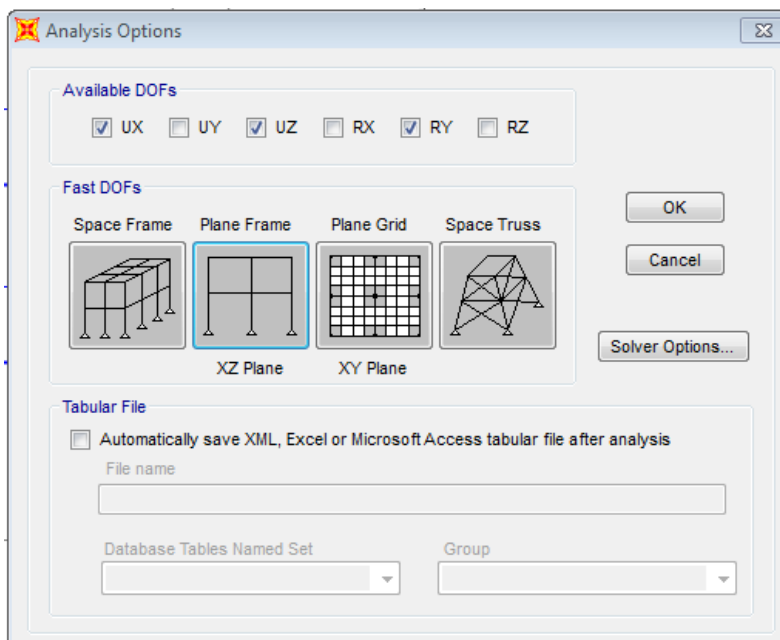 Analysis Options
Available DOFs
UX UY UZ RX RY RZ
Fast DOFs
Space Frame Plane Frame Plane Grid Space Truss
XZ Plane XY Plane
OK
Cancel
Solver Options...
Tabular File
Automatically save XML, Excel or Microsoft Access tabular file after analysis
File name
Database Tables Named Set Group